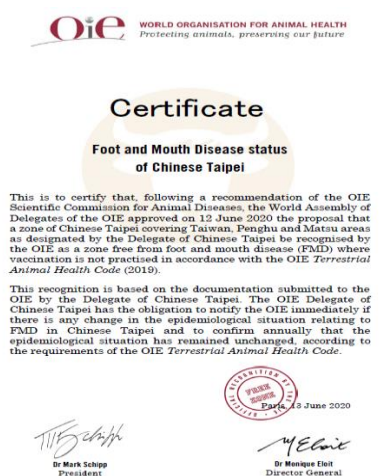 Oie WORLD ORGANISATION FOR ANIMAL HEALTH
Protecting animals, preserving our future
Certificate
Foot and Mouth Disease status
of Chinese Taipei
This is to certify that, following a recommendation of the OIE
Scientific Commission for Animal Diseases, the World Assembly of
Delegates of the OIE approved on 12 June 2020 the proposal that
a zone of Chinese Taipei covering Taiwan, Penghu and Matsu areas
as designated by the Delegate of Chinese Taipei be recognised by
the OIE as a zone free from foot and mouth disease (FMD) where
vaccination is not practised in accordance with the OIE Terrestrial
Animal Health Code (2019).
This recognition is based on the documentation submitted to the
OIE by the Delegate of Chinese Taipei. The OIE Delegate of
Chinese Taipei has the obligation to notify the OIE immediately if
there is any change in the epidemiological situation relating to
FMD in Chinese Taipei and to confirm annually that the
epidemiological situation has remained unchanged, according to
the requirements of the OIE Terrestrial Animal Health Code.
OFFICIAL RECOGNITION BY THE
Paris, 18 June 2020
M Eloit
Dr Mark Schipp
President
Dr Monique Eloit
Director General